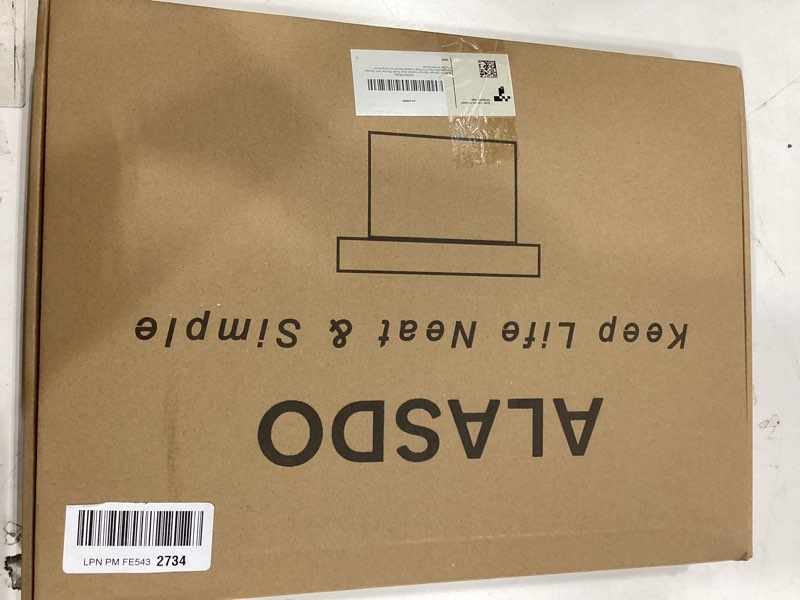 ALASDO
Keep Life Neat & Simple
LPN PM FE543 2734